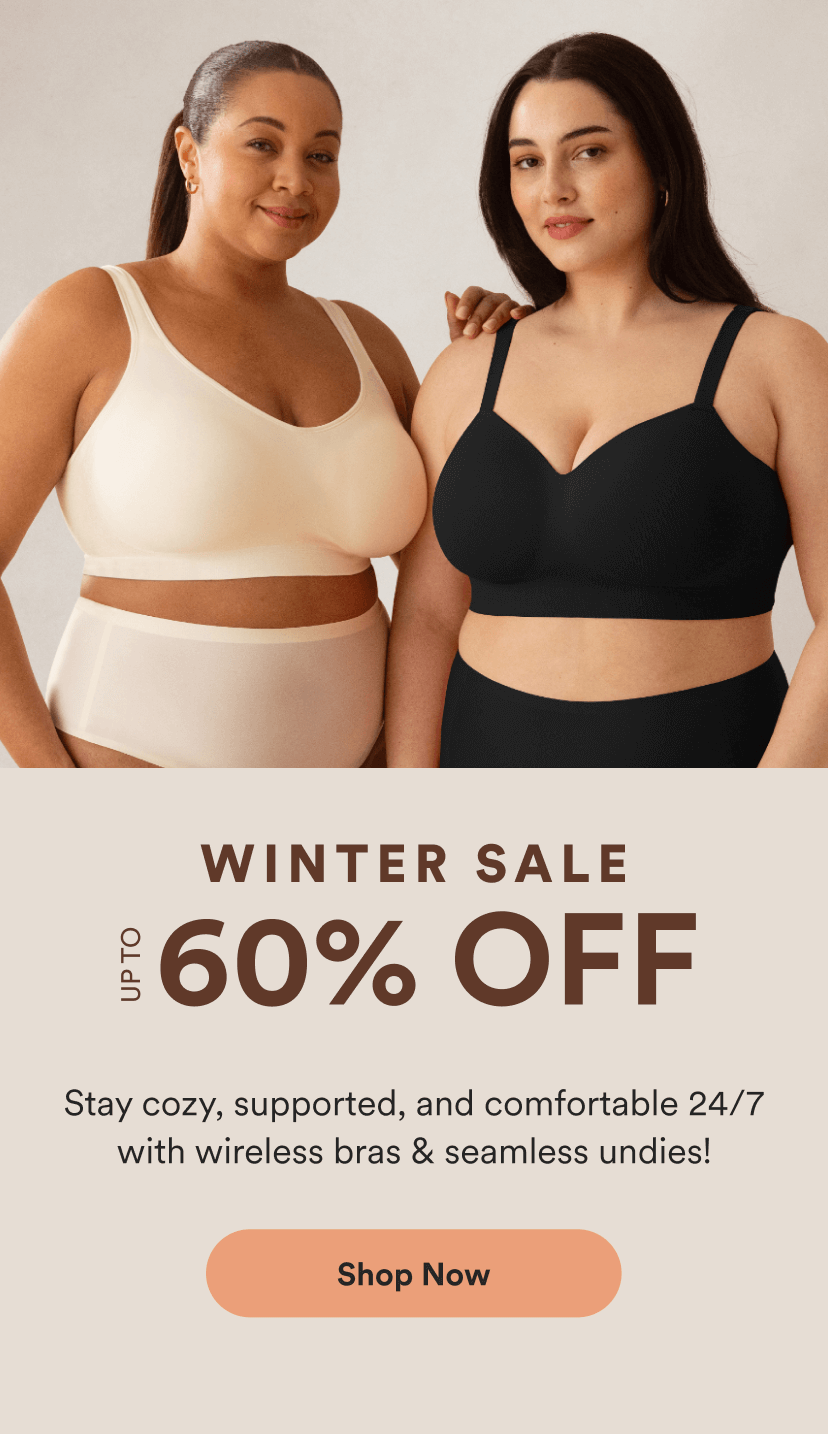 WINTER SALE
UP TO
60% OFF
Stay cozy, supported, and comfortable 24/7
with wireless bras & seamless undies!
Shop Now